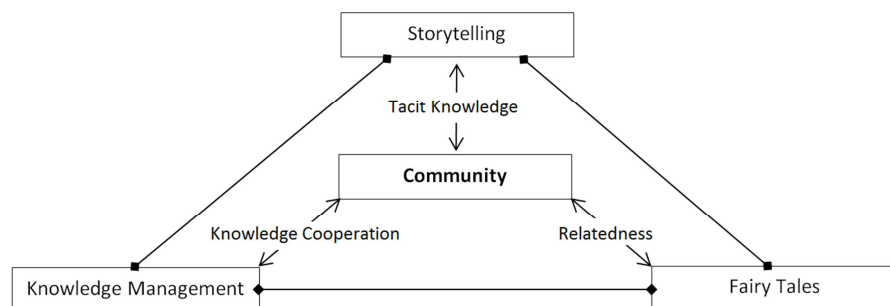 Storytelling
Tacit Knowledge
Community
Knowledge Cooperation
Relatedness
Knowledge Management
Fairy Tales